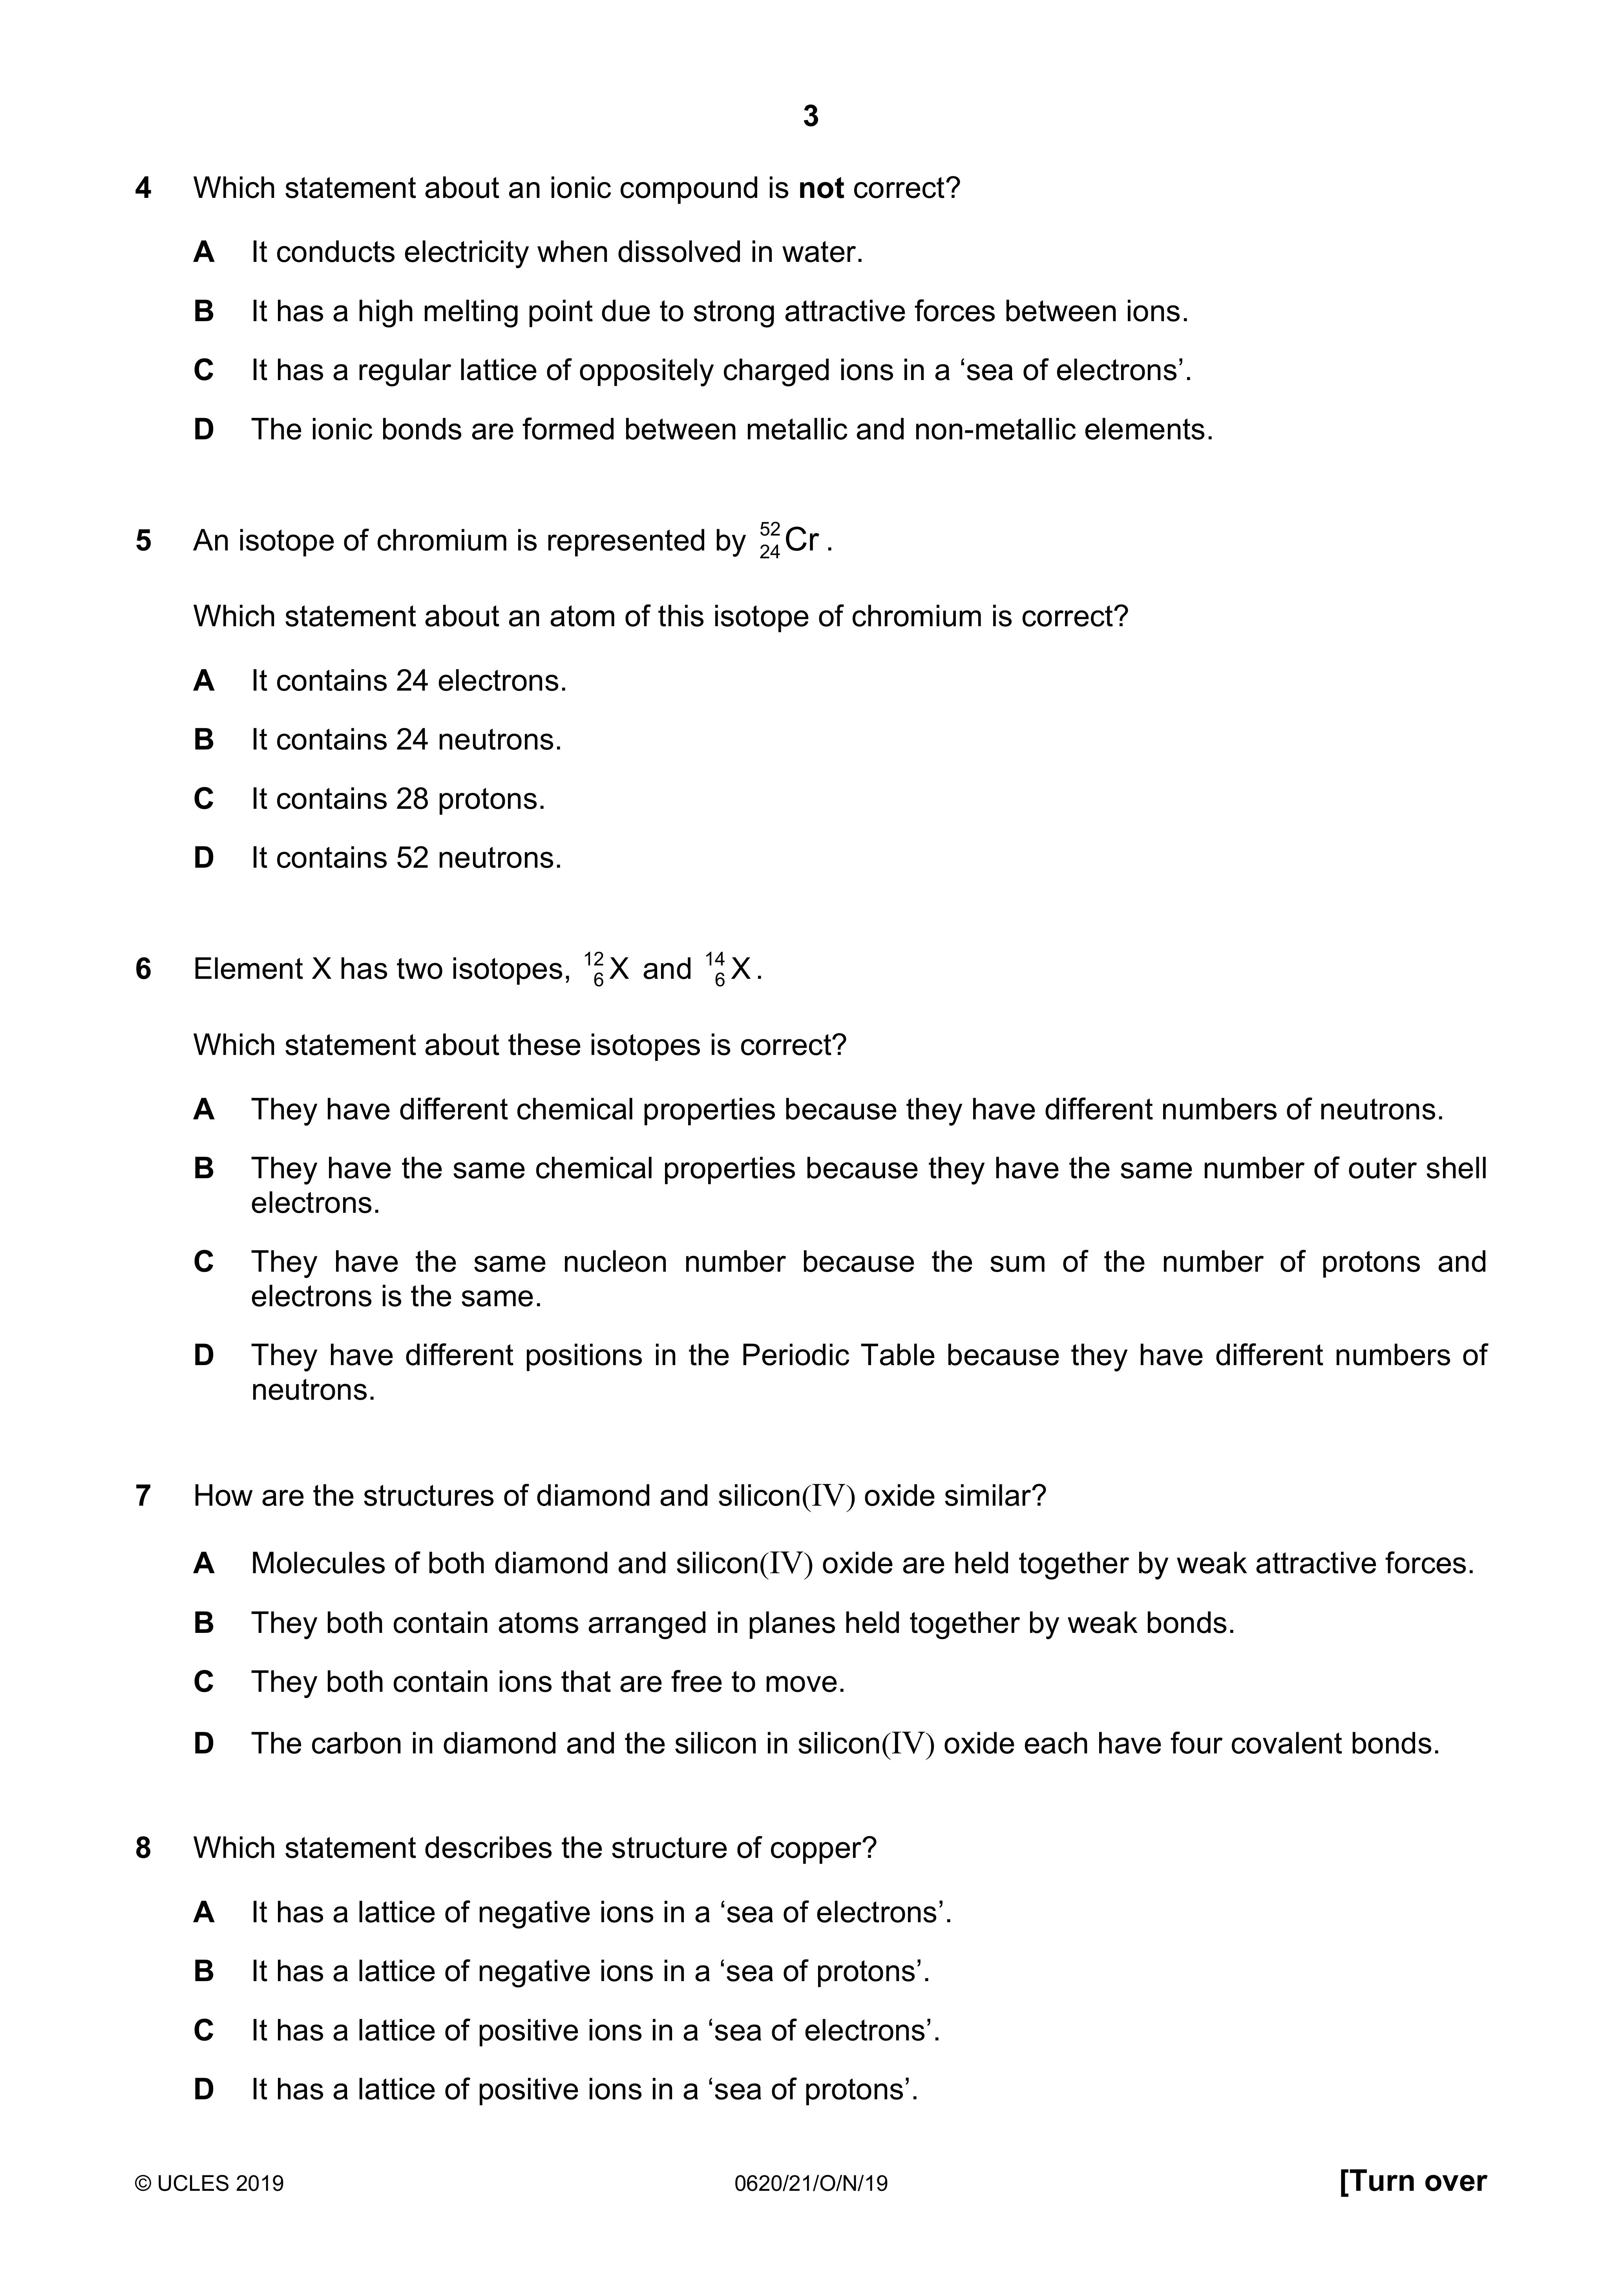 3
4 Which statement about an ionic compound is not correct?
A It conducts electricity when dissolved in water.
B It has a high melting point due to strong attractive forces between ions.
C It has a regular lattice of oppositely charged ions in a ‘sea of electrons’.
D The ionic bonds are formed between metallic and non-metallic elements.
5 An isotope of chromium is represented by ⁵²₂₄Cr.
Which statement about an atom of this isotope of chromium is correct?
A It contains 24 electrons.
B It contains 24 neutrons.
C It contains 28 protons.
D It contains 52 neutrons.
6 Element X has two isotopes, ¹²₆X and ¹⁴₆X.
Which statement about these isotopes is correct?
A They have different chemical properties because they have different numbers of neutrons.
B They have the same chemical properties because they have the same number of outer shell
electrons.
C They have the same nucleon number because the sum of the number of protons and
electrons is the same.
D They have different positions in the Periodic Table because they have different numbers of
neutrons.
7 How are the structures of diamond and silicon(IV) oxide similar?
A Molecules of both diamond and silicon(IV) oxide are held together by weak attractive forces.
B They both contain atoms arranged in planes held together by weak bonds.
C They both contain ions that are free to move.
D The carbon in diamond and the silicon in silicon(IV) oxide each have four covalent bonds.
8 Which statement describes the structure of copper?
A It has a lattice of negative ions in a ‘sea of electrons’.
B It has a lattice of negative ions in a ‘sea of protons’.
C It has a lattice of positive ions in a ‘sea of electrons’.
D It has a lattice of positive ions in a ‘sea of protons’.
© UCLES 2019 0620/21/O/N/19 [Turn over